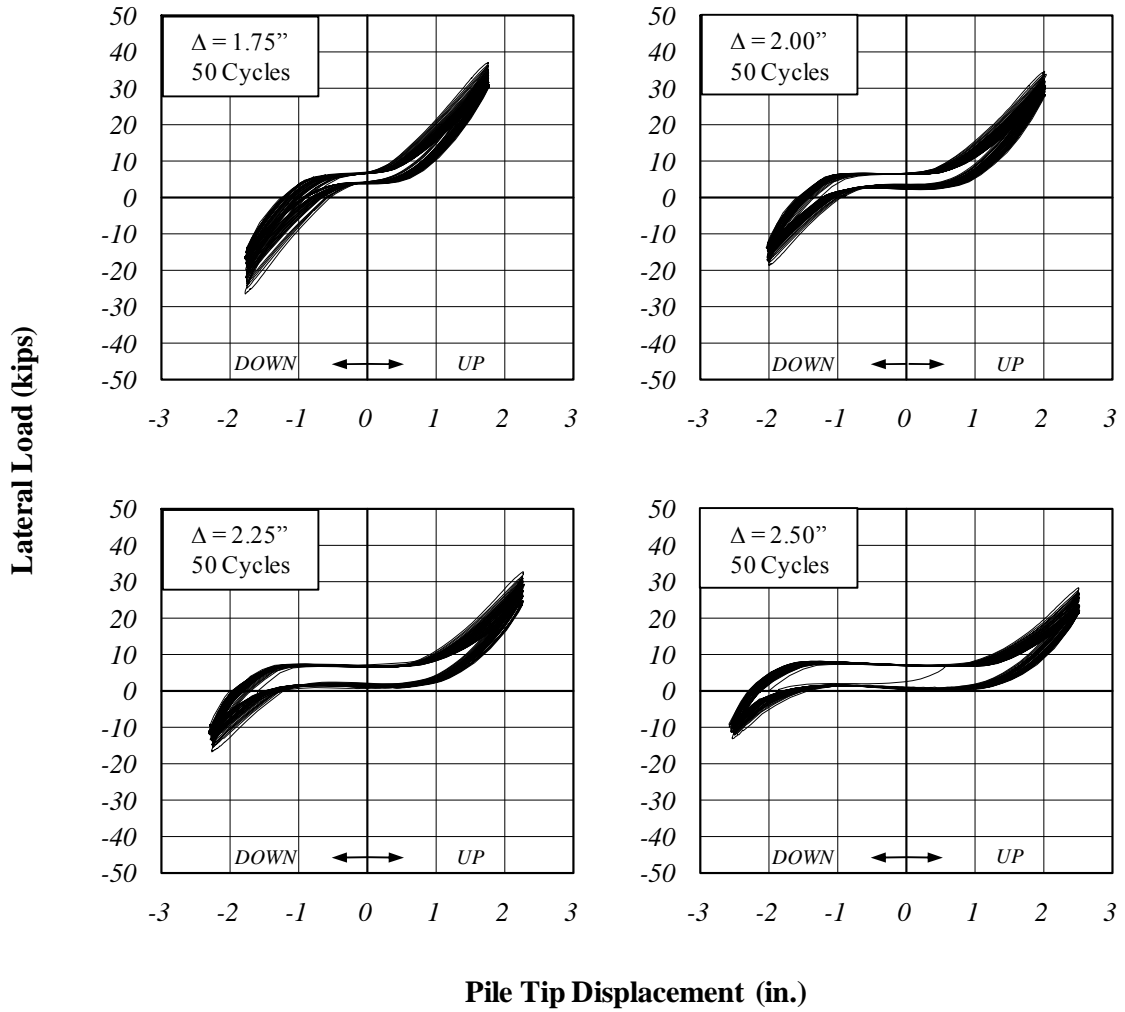 Lateral Load (kips)
50
40
30
20
10
0
-10
-20
-30
-40
-50
Δ = 1.75”
50 Cycles
DOWN
UP
-3 -2 -1 0 1 2 3
50
40
30
20
10
0
-10
-20
-30
-40
-50
Δ = 2.00”
50 Cycles
DOWN
UP
-3 -2 -1 0 1 2 3
50
40
30
20
10
0
-10
-20
-30
-40
-50
Δ = 2.25”
50 Cycles
DOWN
UP
-3 -2 -1 0 1 2 3
50
40
30
20
10
0
-10
-20
-30
-40
-50
Δ = 2.50”
50 Cycles
DOWN
UP
-3 -2 -1 0 1 2 3
Pile Tip Displacement (in.)